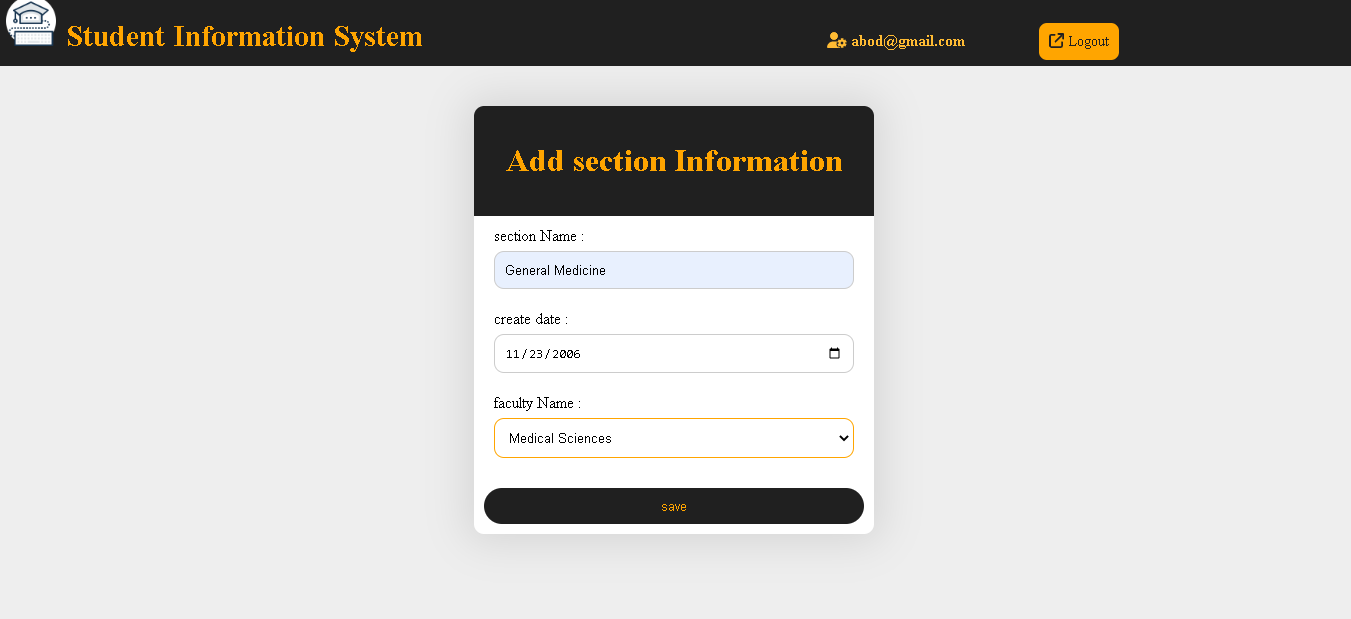 Student Information System
abod@gmail.com
Logout
Add section Information
section Name :
General Medicine
create date :
11/23/2006
faculty Name :
Medical Sciences
save